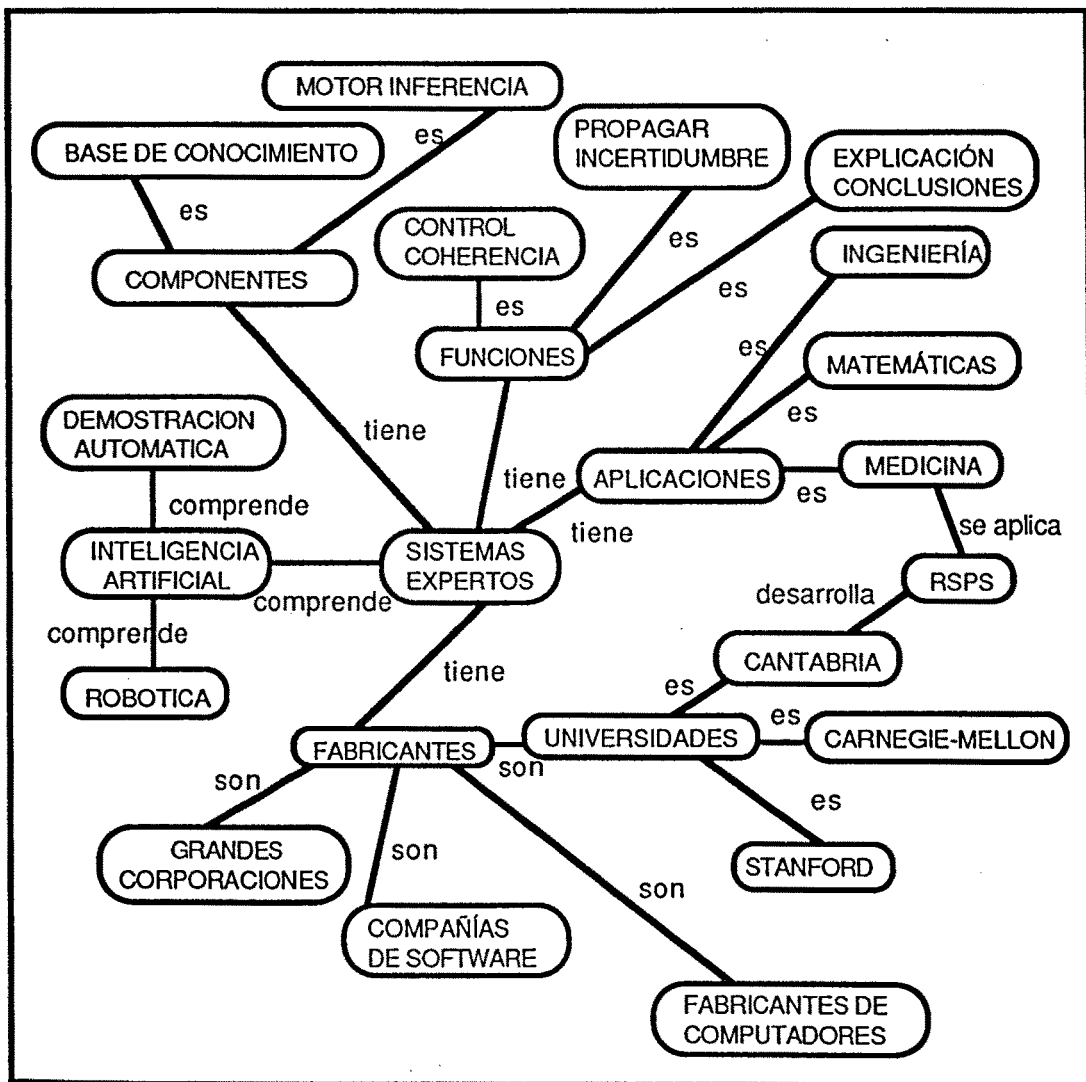 MOTOR INFERENCIA
es
BASE DE CONOCIMIENTO
es
COMPONENTES
PROPAGAR
INCERTIDUMBRE
EXPLICACIÓN
CONCLUSIONES
CONTROL
COHERENCIA
es
es
es
FUNCIONES
INGENIERÍA
es
MATEMÁTICAS
es
DEMOSTRACION
AUTOMATICA
tiene
tiene
APLICACIONES
es
MEDICINA
comprende
tiene
se aplica
INTELIGENCIA
ARTIFICIAL
SISTEMAS
EXPERTOS
comprende
RSPS
desarrolla
comprende
CANTABRIA
ROBOTICA
tiene
es
FABRICANTES
son
UNIVERSIDADES
es
CARNEGIE-MELLON
son
es
GRANDES
CORPORACIONES
son
STANFORD
son
COMPAÑÍAS
DE SOFTWARE
FABRICANTES DE
COMPUTADORES